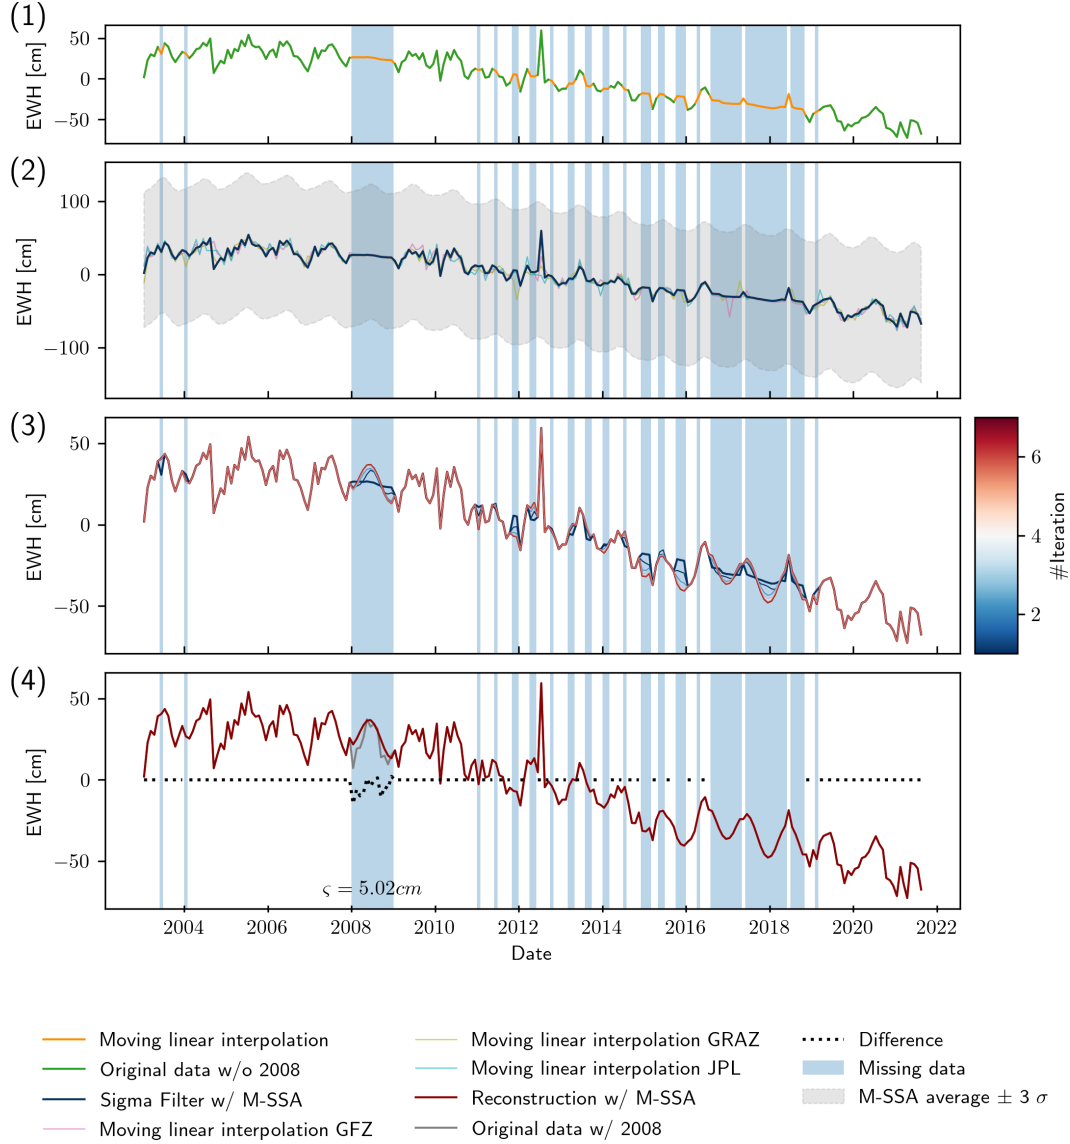 (1)
EWH [cm]
50
0
−50
(2)
EWH [cm]
100
0
−100
(3)
EWH [cm]
50
0
−50
6
4
2
#Iteration
(4)
EWH [cm]
50
0
−50
ς = 5.02cm
2004 2006 2008 2010 2012 2014 2016 2018 2020 2022
Date
Moving linear interpolation
Original data w/o 2008
Sigma Filter w/ M-SSA
Moving linear interpolation GFZ
Moving linear interpolation GRAZ
Moving linear interpolation JPL
Reconstruction w/ M-SSA
Original data w/ 2008
Difference
Missing data
M-SSA average ± 3 σ